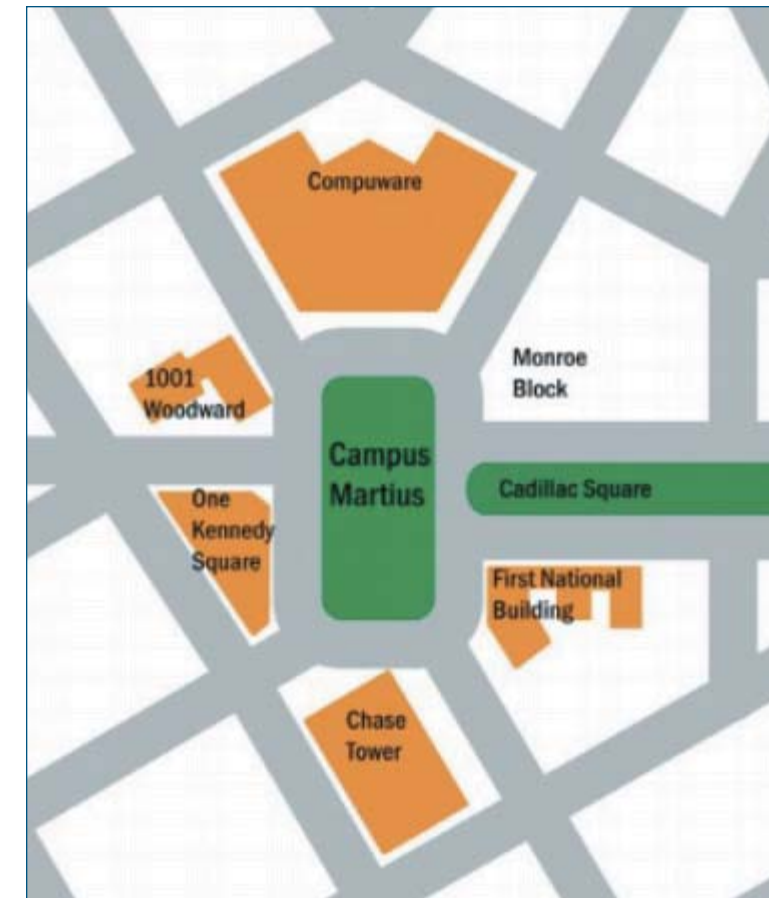 Compuware
Monroe
Block
1001
Woodward
Campus
Martius
Cadillac Square
One
Kennedy
Square
First National
Building
Chase
Tower